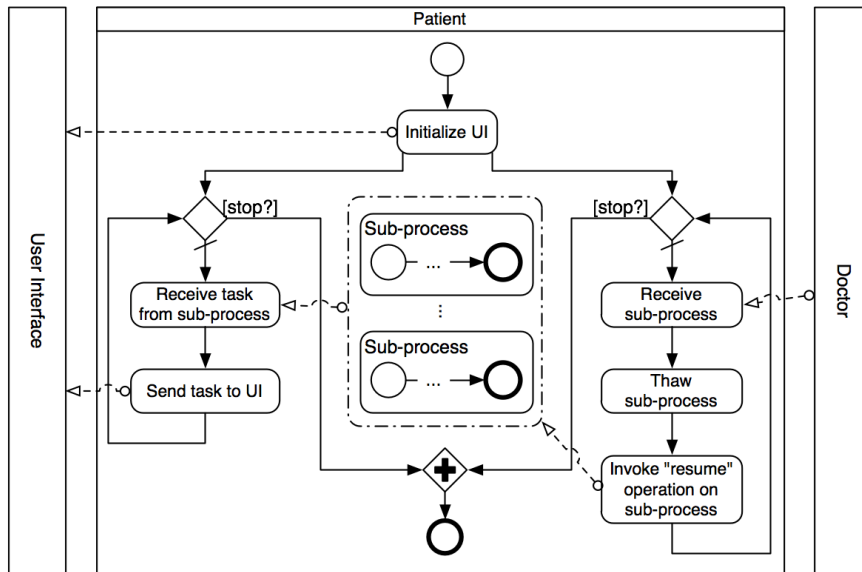 Patient
User Interface
Doctor
Initialize UI
[stop?]
[stop?]
Sub-process
...
Receive task
from sub-process
Receive
sub-process
...
Sub-process
...
Send task to UI
Thaw
sub-process
Invoke "resume"
operation on
sub-process